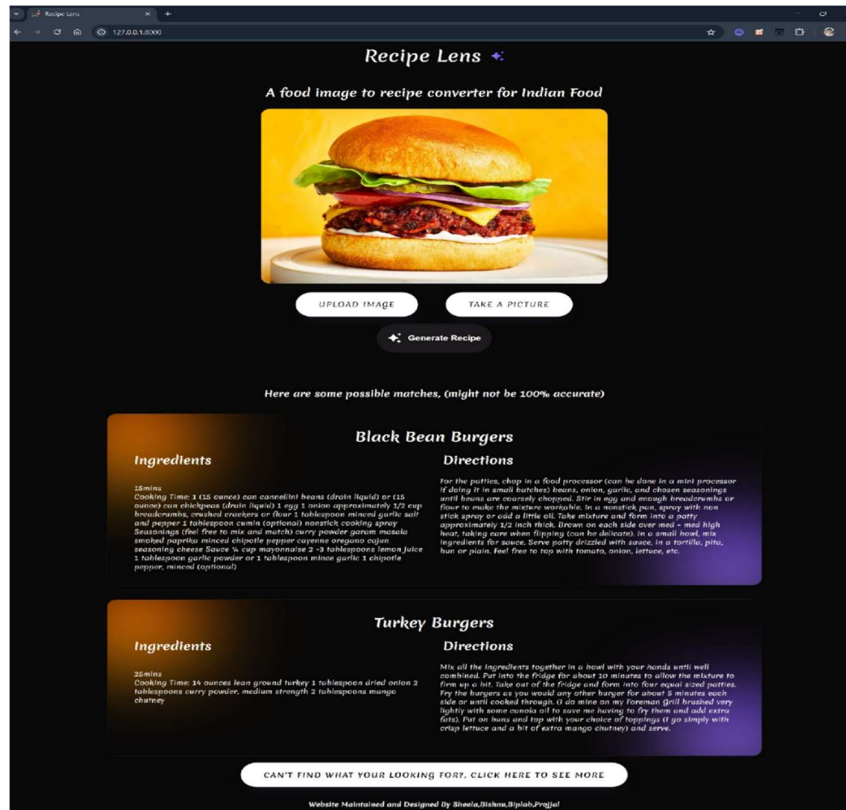 Recipe Lens
127.0.0.1:8000
Recipe Lens
A food image to recipe converter for Indian Food
UPLOAD IMAGE
TAKE A PICTURE
Generate Recipe
Here are some possible matches, (might not be 100% accurate)
Black Bean Burgers
Ingredients
15mins
Cooking Time: 1 (15 ounce) can cannellini beans (drain liquid) or (15
ounce) can chickpeas (drain liquid) 1 egg 1 onion approximately 1/2 cup
breadcrumbs, crushed crackers or flour 1 tablespoon minced garlic salt
and pepper 1 tablespoon cumin (optional) nonstick cooking spray
Seasonings (feel free to mix and match) curry powder garam masala
smoked paprika minced chipotle pepper cayenne oregano cajun
seasoning cheese Sauce ¼ cup mayonnaise 2 -3 tablespoons lemon juice
1 tablespoon garlic powder or 1 tablespoon mince garlic 1 chipotle
pepper, minced (optional)
Directions
For the patties, chop in a food processor (can be done in a mini processor
if doing it in small batches) beans, onion, garlic, and chosen seasonings
until beans are coarsely chopped. Stir in egg and enough breadcrumbs or
flour to make the mixture workable. In a nonstick pan, spray with non
stick spray or add a little oil. Take mixture and form into a patty
approximately 1/2 inch thick. Brown on each side over med - med high
heat, taking care when flipping (can be delicate). In a small bowl, mix
ingredients for sauce. Serve patty drizzled with sauce, in a tortilla, pita,
bun or plain. Feel free to top with tomato, onion, lettuce, etc.
Turkey Burgers
Ingredients
25mins
Cooking Time: 14 ounces lean ground turkey 1 tablespoon dried onion 2
tablespoons curry powder, medium strength 2 tablespoons mango
chutney
Directions
Mix all the ingredients together in a bowl with your hands until well
combined. Put into the fridge for about 10 minutes to allow the mixture to
firm up a bit. Take out of the fridge and form into four equal sized patties.
Fry the burgers as you would any other burger for about 5 minutes each
side or until cooked through. (I do mine on my Foreman Grill brushed very
lightly with some canola oil to save me having to fry them and add extra
fats). Put on buns and top with your choice of toppings (I go simply with
crisp lettuce and a bit of extra mango chutney) and serve.
CAN'T FIND WHAT YOUR LOOKING FOR?, CLICK HERE TO SEE MORE
Website Maintained and Designed By Sheela,Bishnu,Biplab,Prajjal